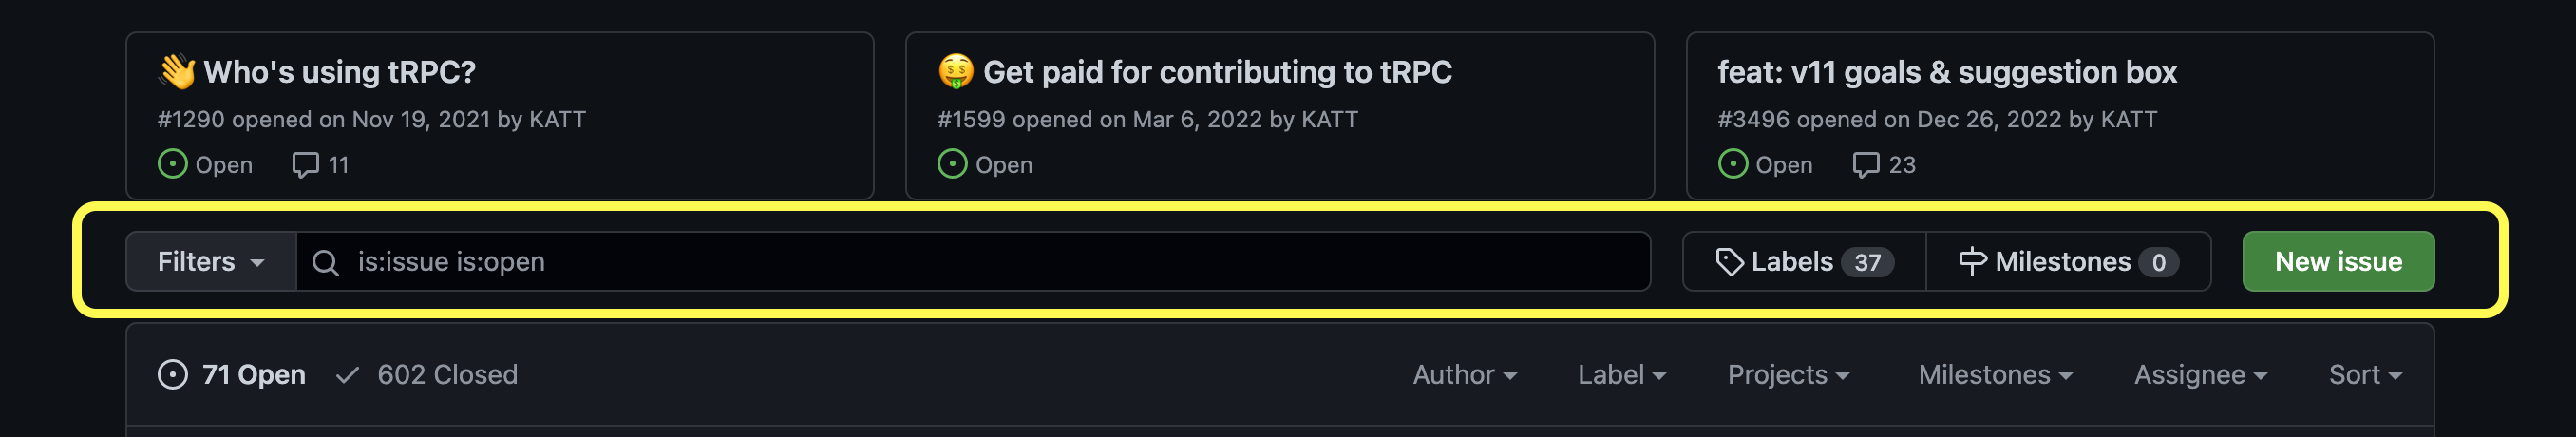 👋 Who's using tRPC?
#1290 opened on Nov 19, 2021 by KATT
Open 11
🤑 Get paid for contributing to tRPC
#1599 opened on Mar 6, 2022 by KATT
Open
feat: v11 goals & suggestion box
#3496 opened on Dec 26, 2022 by KATT
Open 23
Filters is:issue is:open Labels 37 Milestones 0 New issue
71 Open 602 Closed Author Label Projects Milestones Assignee Sort